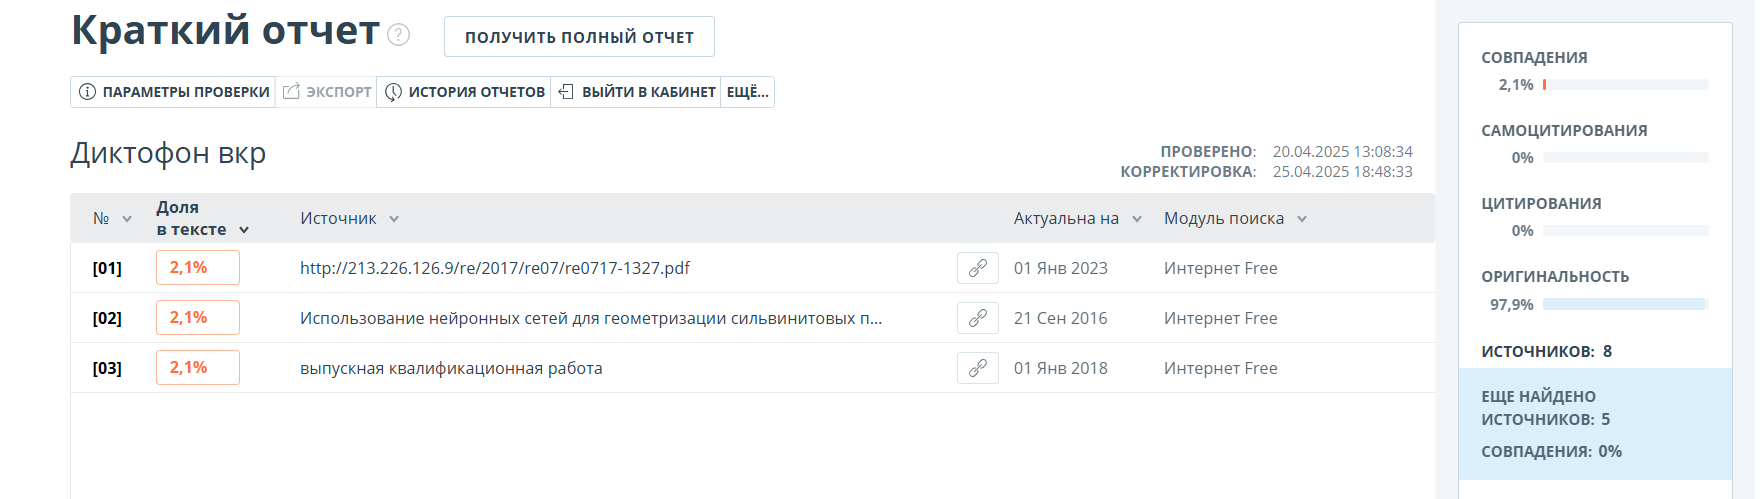 Краткий отчет ?
ПОЛУЧИТЬ ПОЛНЫЙ ОТЧЕТ
ПАРАМЕТРЫ ПРОВЕРКИ ЭКСПОРТ ИСТОРИЯ ОТЧЕТОВ ВЫЙТИ В КАБИНЕТ ЕЩЁ...
Диктофон вкр
ПРОВЕРЕНО: 20.04.2025 13:08:34
КОРРЕКТИРОВКА: 25.04.2025 18:48:33
№ Доля в тексте Источник Актуальна на Модуль поиска
[01] 2,1% http://213.226.126.9/re/2017/re07/re0717-1327.pdf 01 Янв 2023 Интернет Free
[02] 2,1% Использование нейронных сетей для геометризации сильвинитовых п... 21 Сен 2016 Интернет Free
[03] 2,1% выпускная квалификационная работа 01 Янв 2018 Интернет Free
СОВПАДЕНИЯ
2,1%
САМОЦИТИРОВАНИЯ
0%
ЦИТИРОВАНИЯ
0%
ОРИГИНАЛЬНОСТЬ
97,9%
ИСТОЧНИКОВ: 8
ЕЩЕ НАЙДЕНО
ИСТОЧНИКОВ: 5
СОВПАДЕНИЯ: 0%